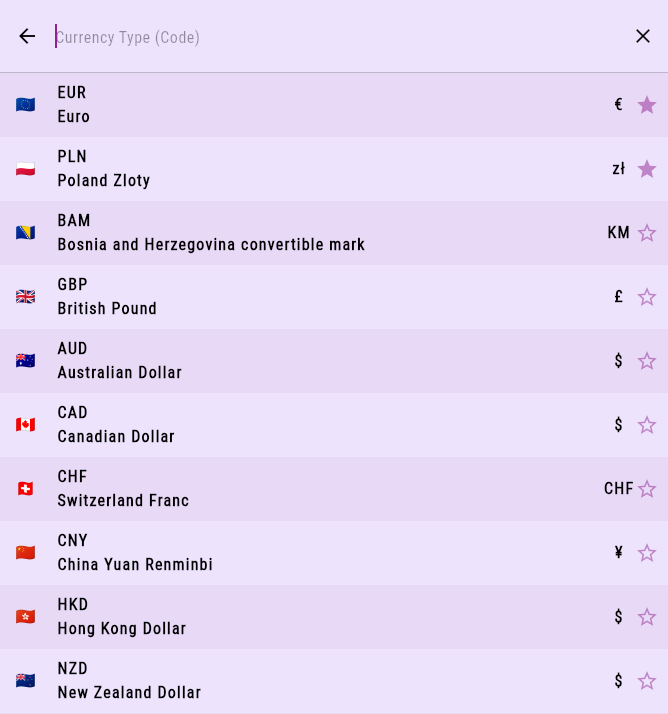 Currency Type (Code)
EUR
Euro
€
PLN
Poland Zloty
zł
BAM
Bosnia and Herzegovina convertible mark
KM
GBP
British Pound
£
AUD
Australian Dollar
$
CAD
Canadian Dollar
$
CHF
Switzerland Franc
CHF
CNY
China Yuan Renminbi
¥
HKD
Hong Kong Dollar
$
NZD
New Zealand Dollar
$